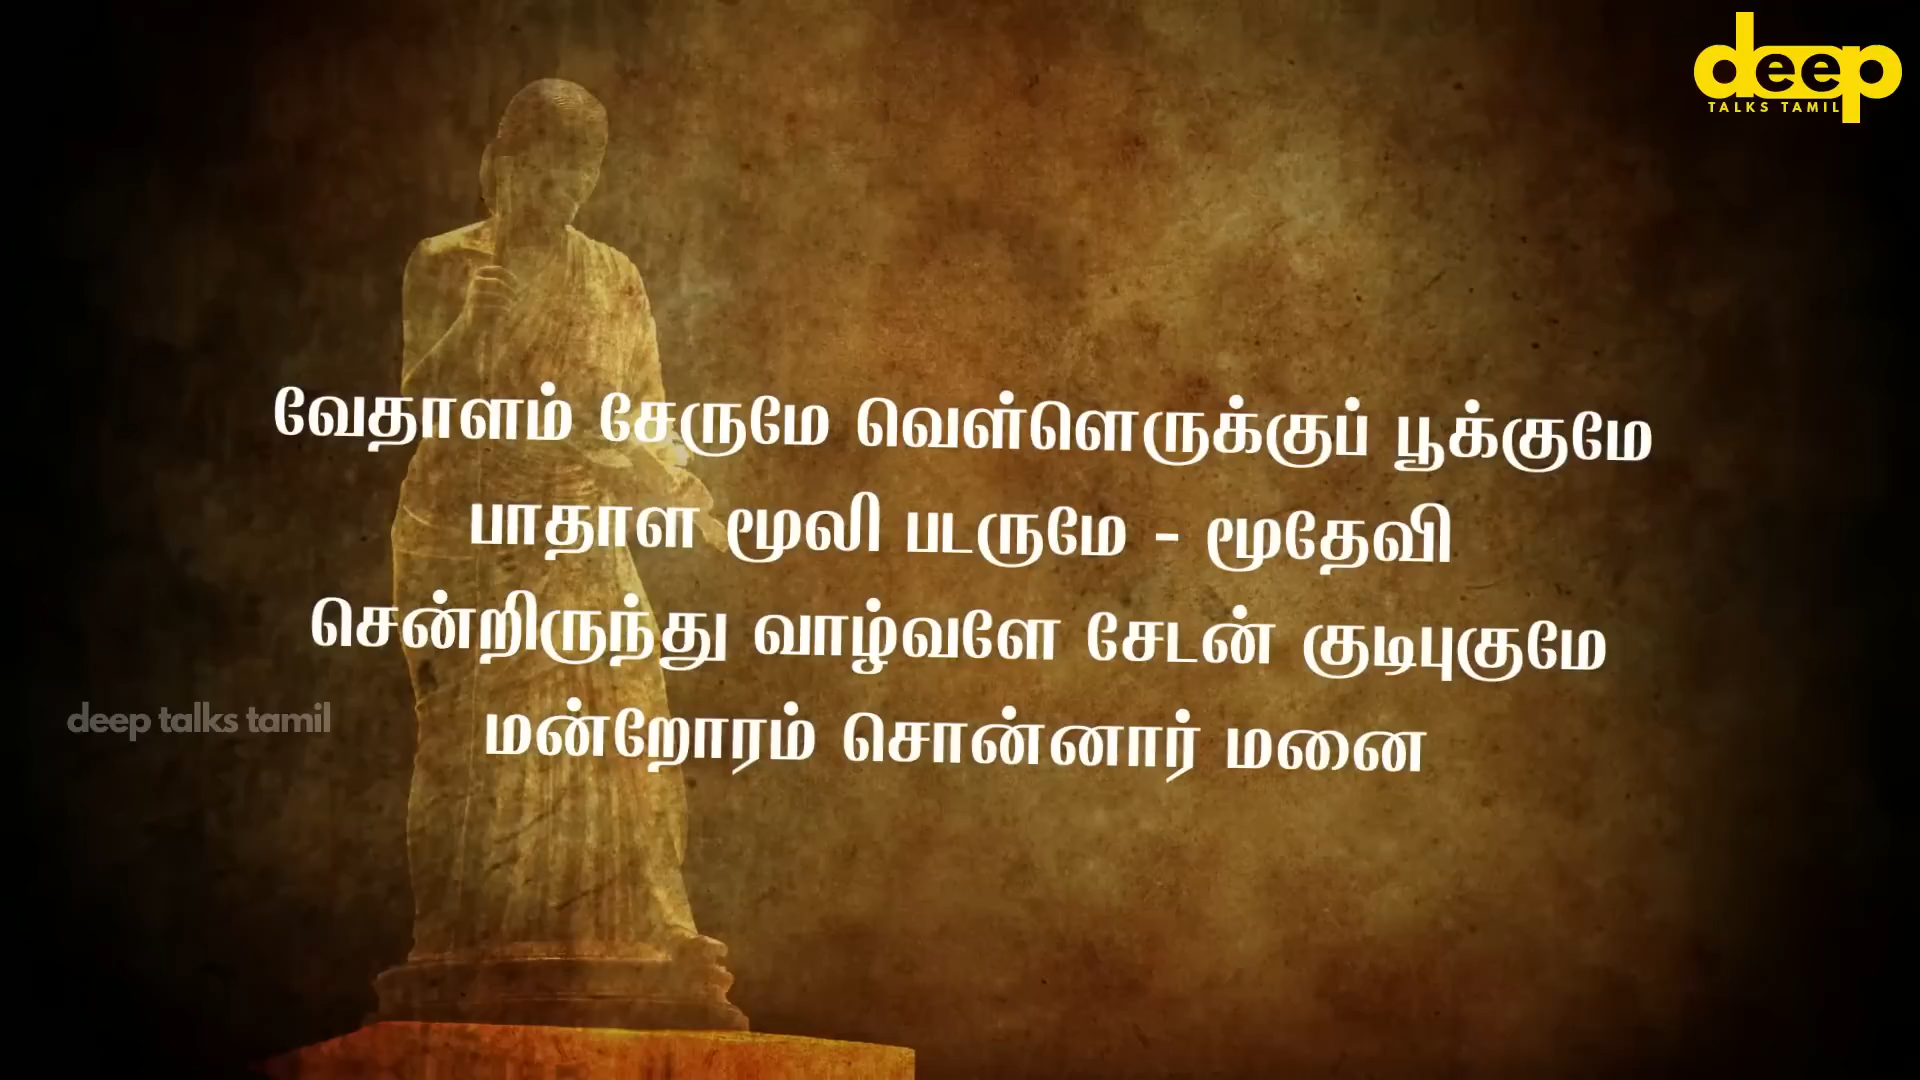 deep
TALKS TAMIL
வேதாளம் சேருமே வெள்ளெருக்குப் பூக்குமே
பாதாள மூலி படருமே - மூதேவி
சென்றிருந்து வாழ்வளே சேடன் குடிபுகுமே
மன்றோரம் சொன்னார் மனை
deep talks tamil